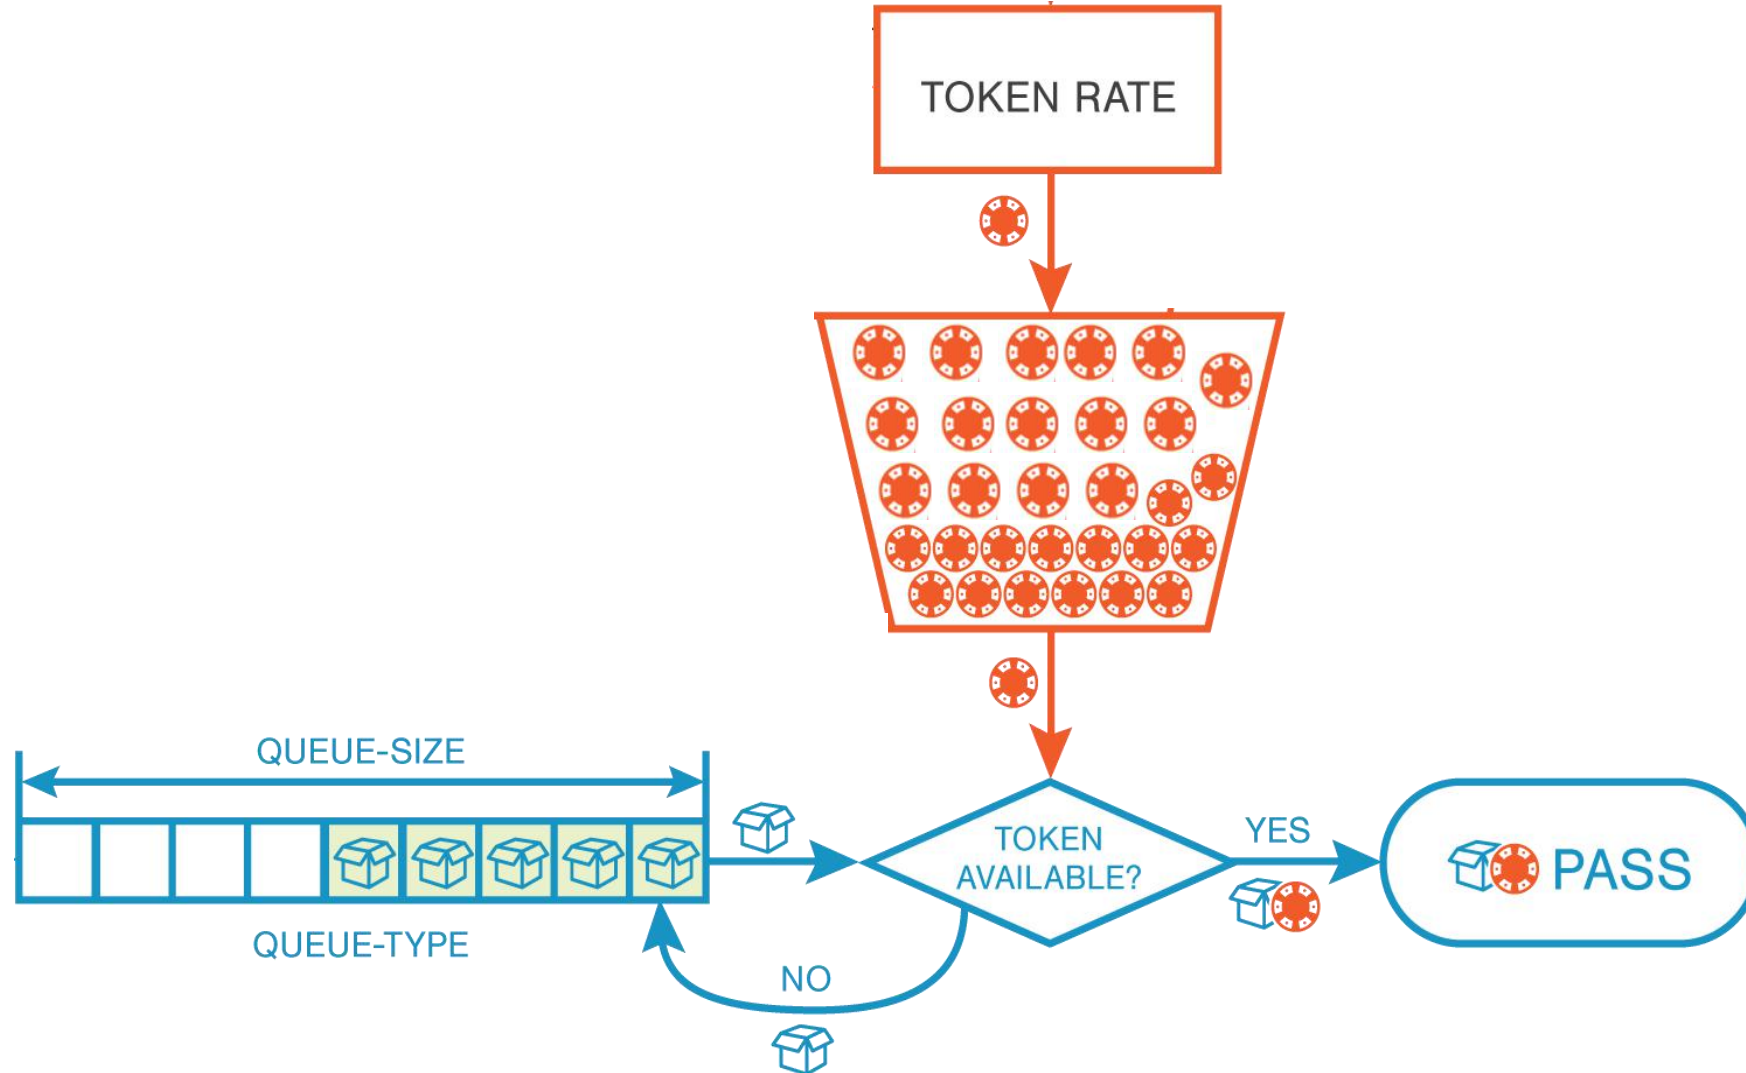 TOKEN RATE
QUEUE-SIZE
QUEUE-TYPE
TOKEN
AVAILABLE?
YES
NO
PASS